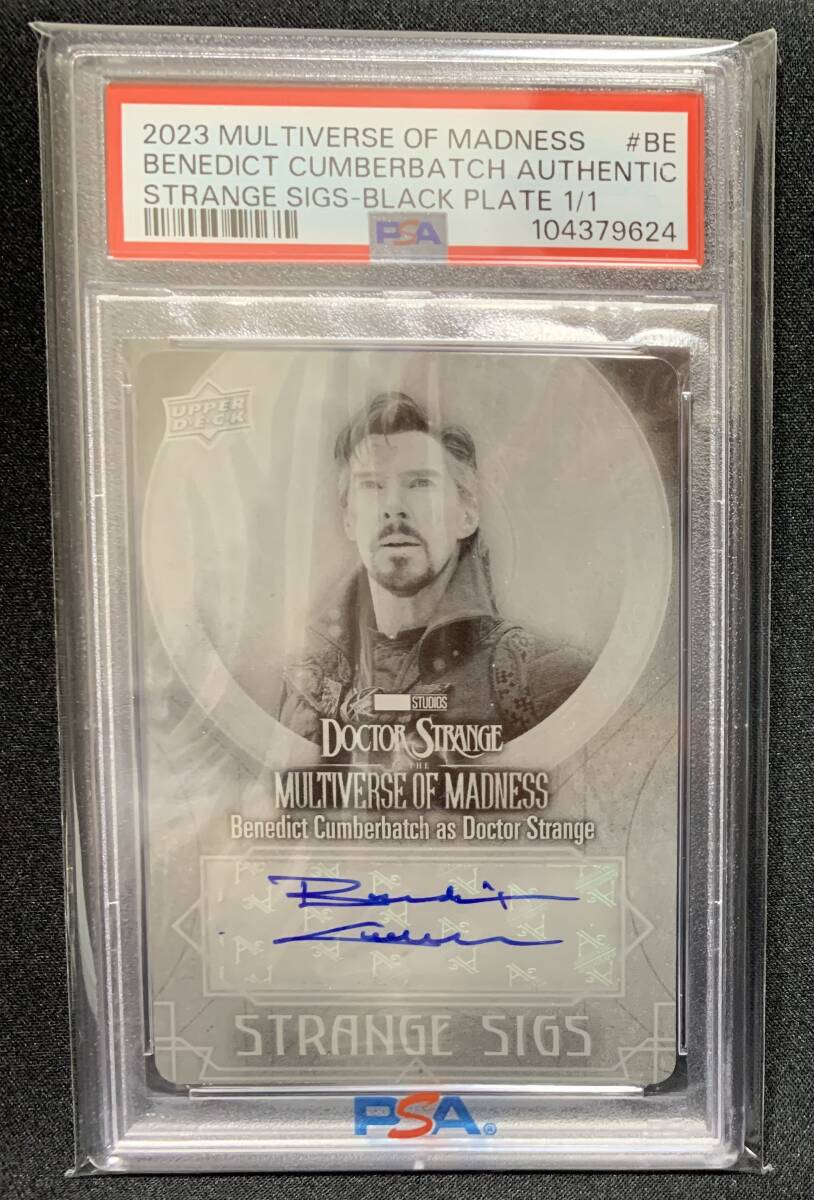 2023 MULTIVERSE OF MADNESS #BE
BENEDICT CUMBERBATCH AUTHENTIC
STRANGE SIGS-BLACK PLATE 1/1
PSA 104379624
UPPER
DECK
STUDIOS
DOCTOR STRANGE
THE
MULTIVERSE OF MADNESS
Benedict Cumberbatch as Doctor Strange
STRANGE SIGS
PSA®